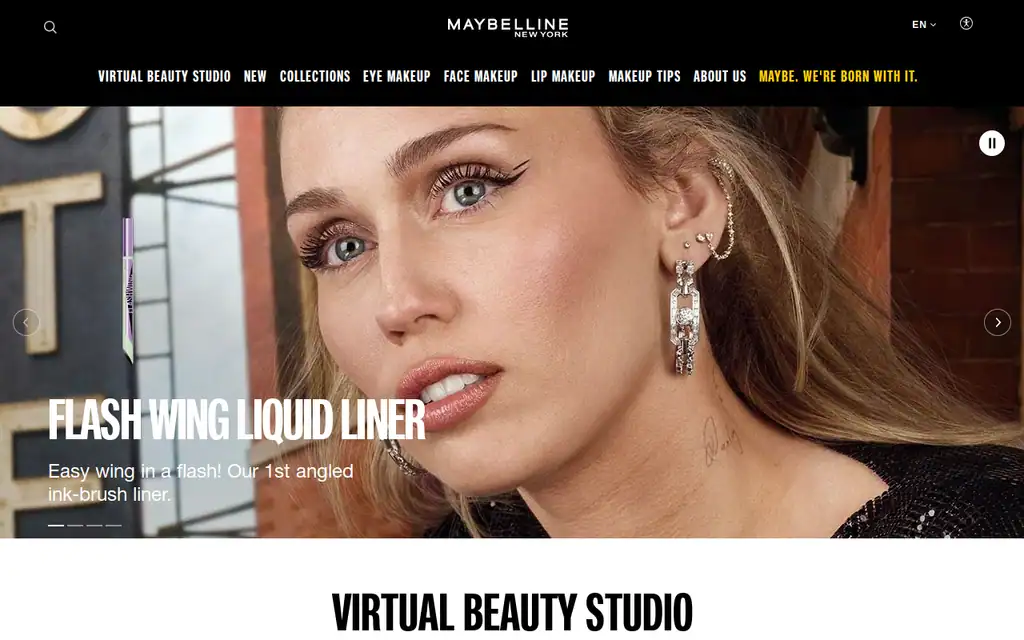 MAYBELLINE
NEW YORK
EN
VIRTUAL BEAUTY STUDIO NEW COLLECTIONS EYE MAKEUP FACE MAKEUP LIP MAKEUP MAKEUP TIPS ABOUT US MAYBE. WE'RE BORN WITH IT.
FLASH WING LIQUID LINER
Easy wing in a flash! Our 1st angled
ink-brush liner.
VIRTUAL BEAUTY STUDIO